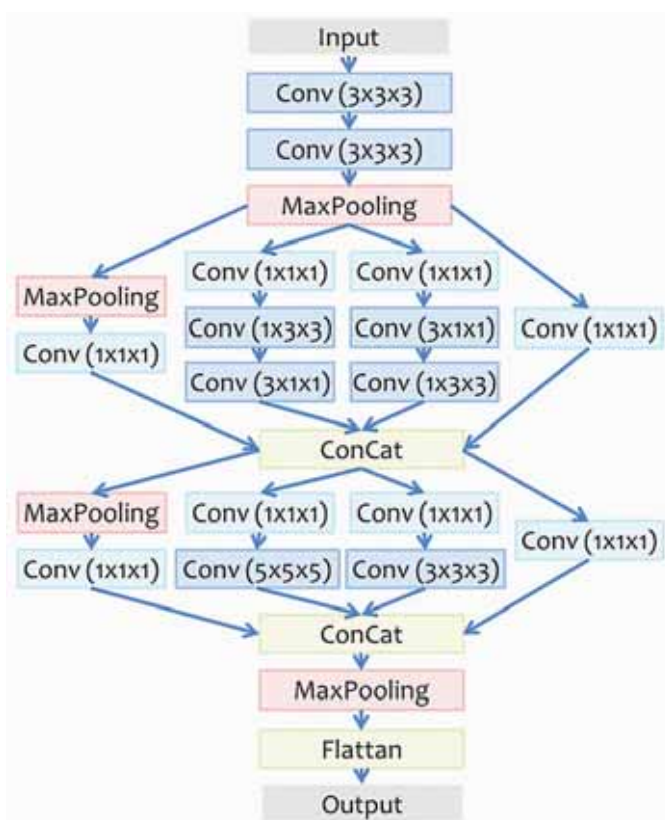 Input
Conv (3x3x3)
Conv (3x3x3)
MaxPooling
Conv (1x1x1) Conv (1x1x1)
MaxPooling
Conv (1x3x3) Conv (3x1x1) Conv (1x1x1)
Conv (1x1x1)
Conv (3x1x1) Conv (1x3x3)
ConCat
MaxPooling Conv (1x1x1) Conv (1x1x1)
Conv (1x1x1)
Conv (1x1x1) Conv (5x5x5) Conv (3x3x3)
ConCat
MaxPooling
Flattan
Output